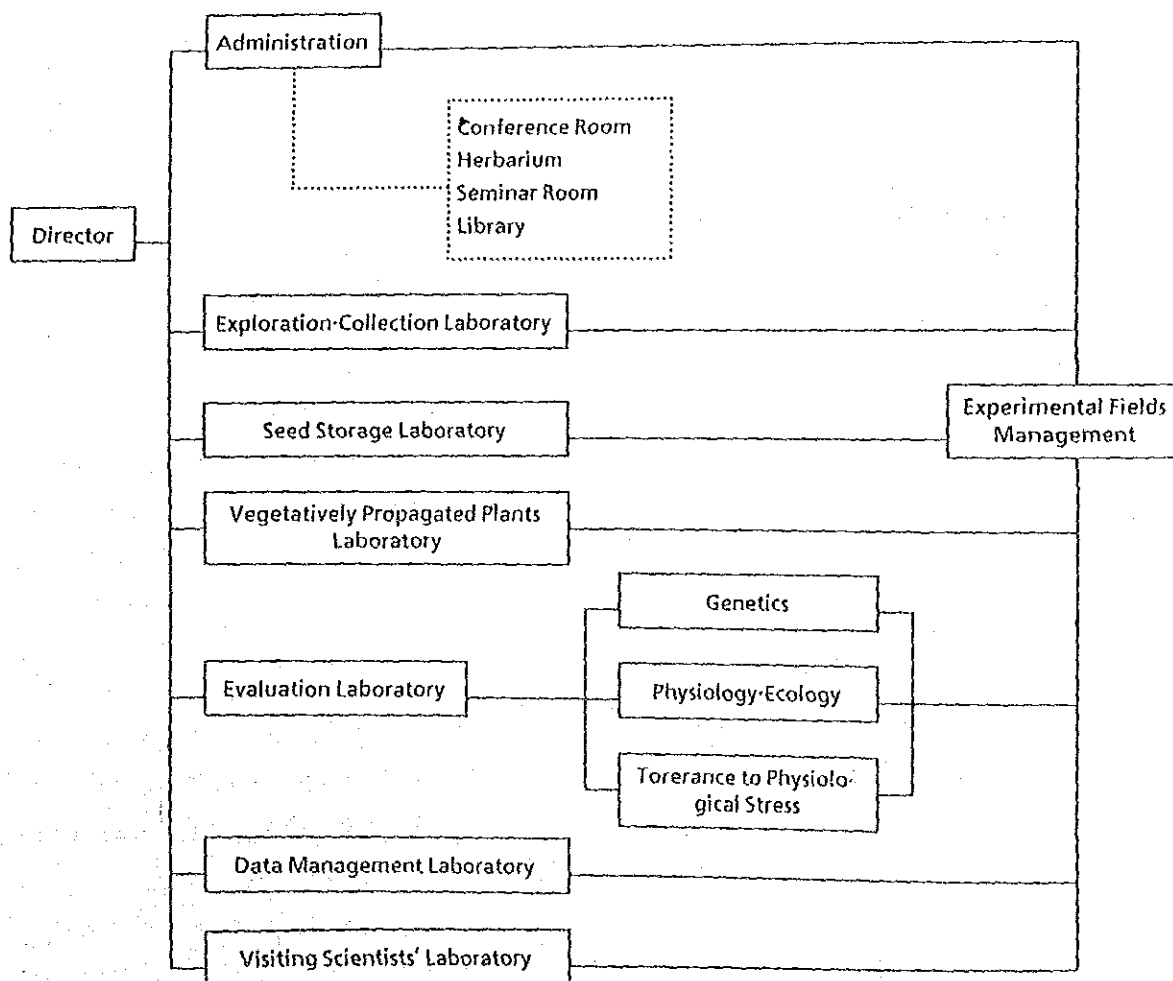 Administration
Conference Room
Herbarium
Seminar Room
Library
Director
Exploration·Collection Laboratory
Seed Storage Laboratory
Experimental Fields
Management
Vegetatively Propagated Plants
Laboratory
Genetics
Evaluation Laboratory
Physiology·Ecology
Torerance to Physiolo-
gical Stress
Data Management Laboratory
Visiting Scientists' Laboratory